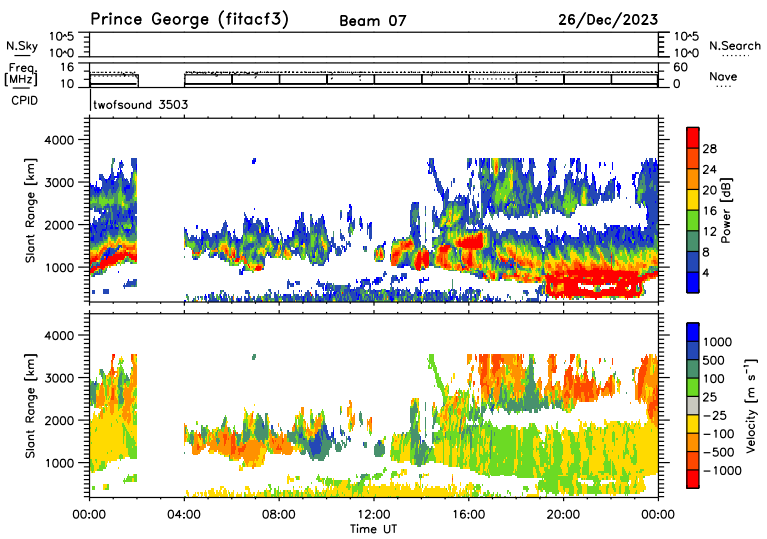 Prince George (fitacf3) Beam 07 26/Dec/2023
10^5 10^5
N.Sky N.Search
10^0 10^0
Freq. 16 60
[MHz] Nave
10 0
CPID twofsound 3503
4000
3000
2000
1000
Slant Range [km]
28
24
20
16
12
8
4
Power [dB]
4000
3000
2000
1000
Slant Range [km]
1000
500
100
25
−25
−100
−500
−1000
Velocity [m s⁻¹]
00:00 04:00 08:00 12:00 16:00 20:00 00:00
Time UT